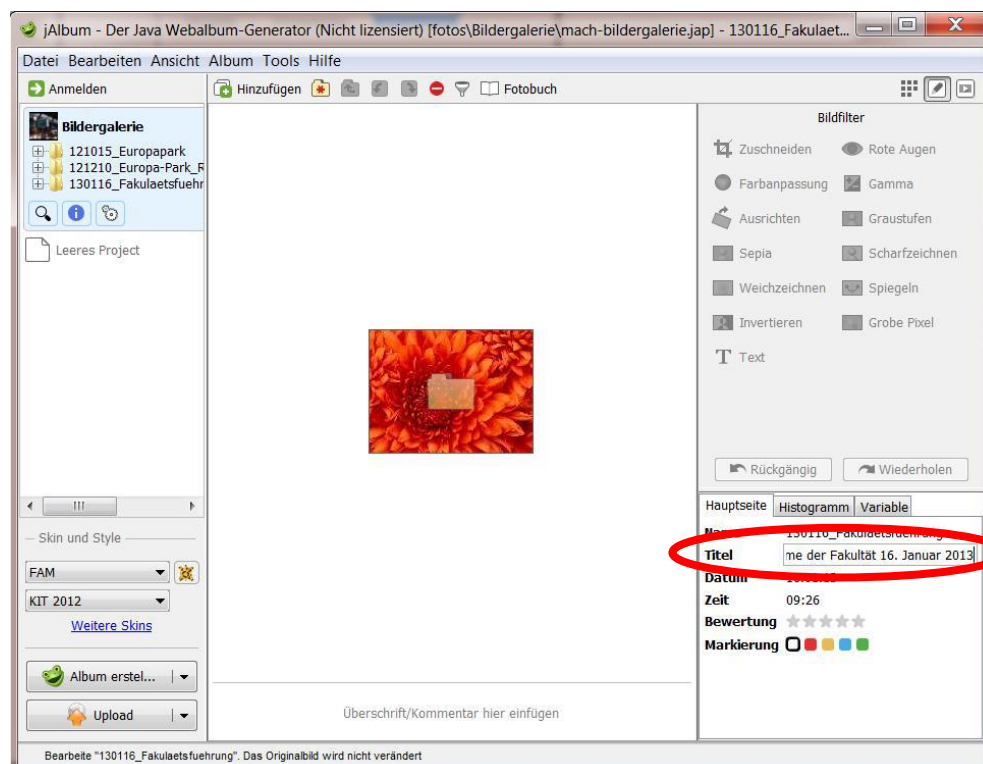 jAlbum - Der Java Webalbum-Generator (Nicht lizensiert) [fotos\Bildergalerie\mach-bildergalerie.jap] - 130116_Fakulaet...
Datei Bearbeiten Ansicht Album Tools Hilfe
Anmelden
Hinzufügen
Fotobuch
Bildergalerie
121015_Europapark
121210_Europa-Park_R
130116_Fakulaetsfuehr
Leeres Project
Skin und Style
FAM
KIT 2012
Weitere Skins
Album erstel...
Upload
Überschrift/Kommentar hier einfügen
Bildfilter
Zuschneiden Rote Augen
Farbanpassung Gamma
Ausrichten Graustufen
Sepia Scharfzeichnen
Weichzeichnen Spiegeln
Invertieren Grobe Pixel
T Text
Rückgängig Wiederholen
Hauptseite Histogramm Variable
130116_Fakulaetsfuehrung
Titel me der Fakultät 16. Januar 2013
Datum
Zeit 09:26
Bewertung
Markierung
Bearbeite "130116_Fakulaetsfuehrung". Das Originalbild wird nicht verändert